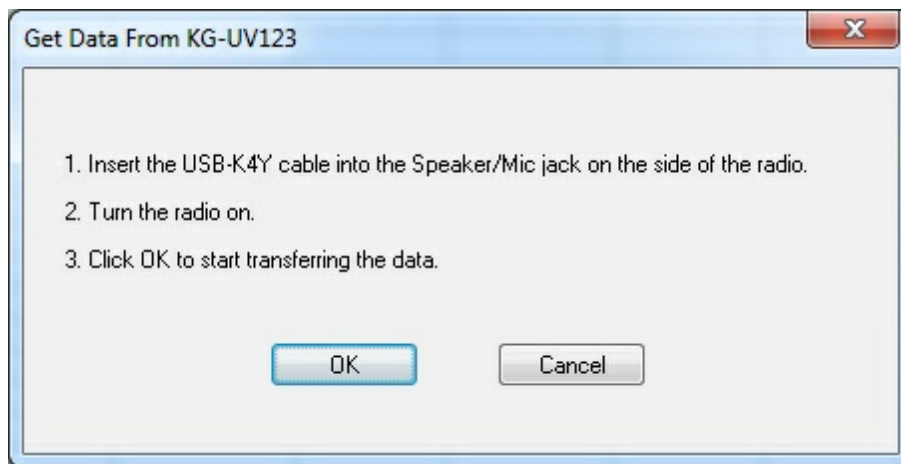 Get Data From KG-UV123
1. Insert the USB-K4Y cable into the Speaker/Mic jack on the side of the radio.
2. Turn the radio on.
3. Click OK to start transferring the data.
OK
Cancel